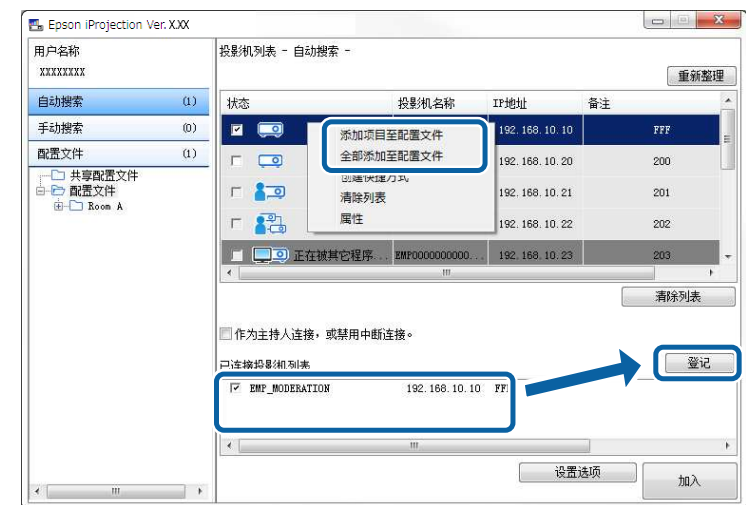 Epson iProjection Ver. X.XX
用户名称
XXXXXXXX
自动搜索 (1)
手动搜索 (0)
配置文件 (1)
共享配置文件
配置文件
Room A
投影机列表 - 自动搜索 -
重新整理
状态 投影机名称 IP地址 备注
192.168.10.10 FFF
192.168.10.20 200
192.168.10.21 201
192.168.10.22 202
正在被其它程序... EMP0000000000... 192.168.10.23 203
添加项目至配置文件
全部添加至配置文件
创建快捷方式
清除列表
属性
清除列表
作为主持人连接，或禁用中断连接。
已连接投影机列表
登记
EMP_MODERATION 192.168.10.10 FF
设置选项
加入